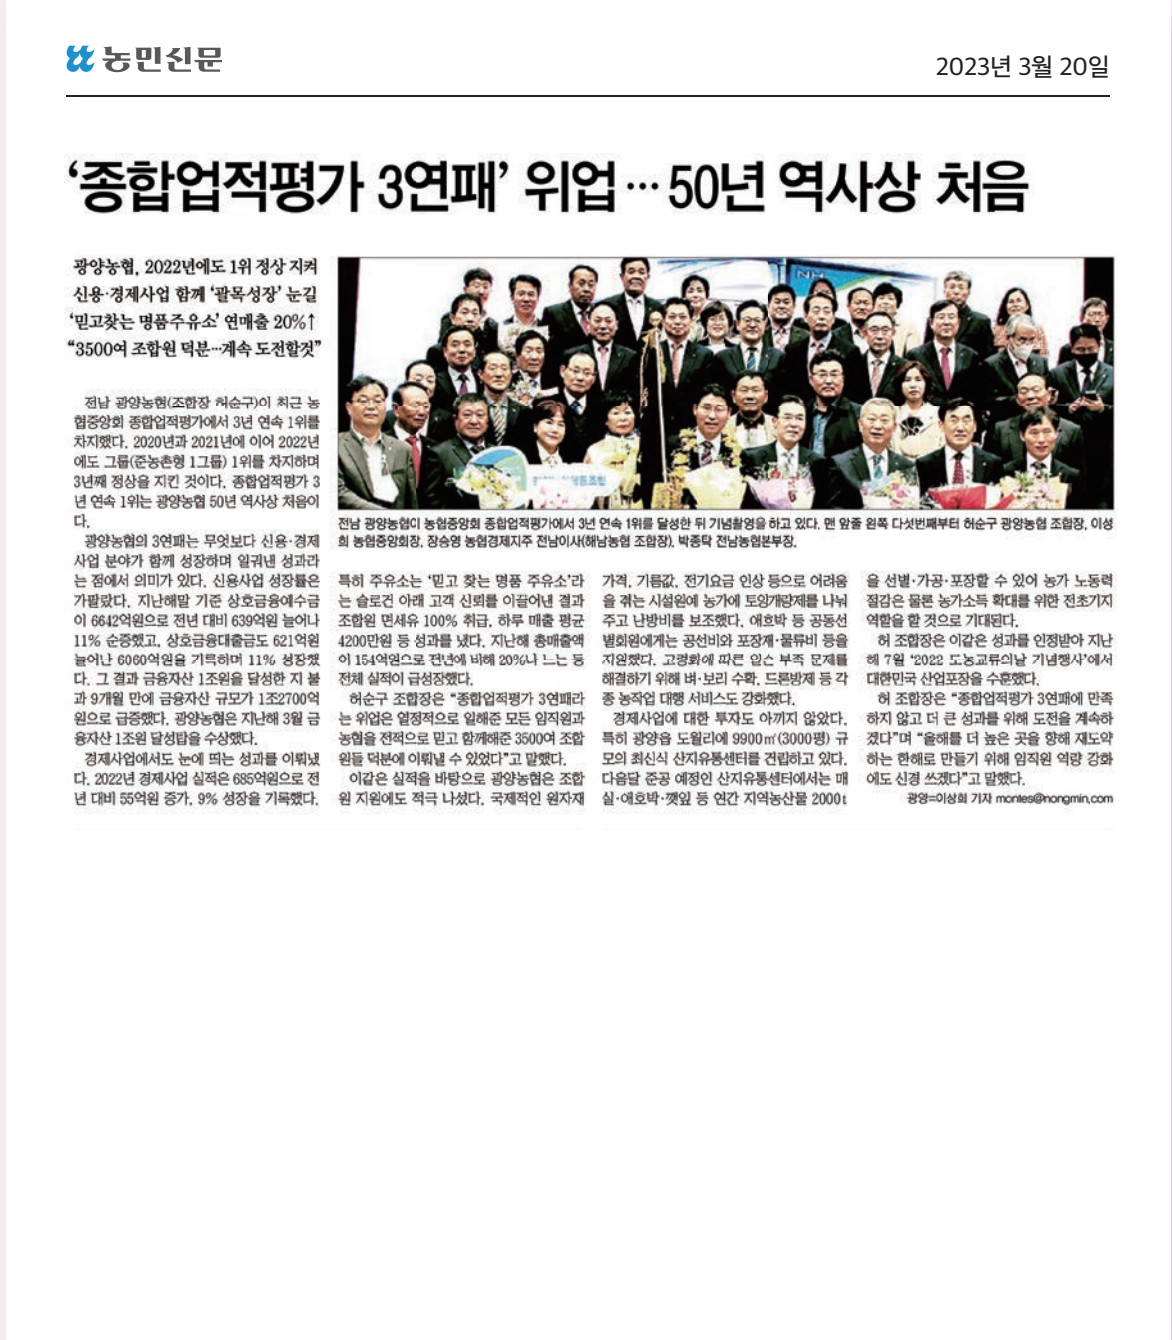 농민신문
2023년 3월 20일
‘종합업적평가 3연패’ 위업…50년 역사상 처음
광양농협, 2022년에도 1위 정상 지켜
신용·경제사업 함께 ‘괄목성장’ 눈길
‘믿고찾는 명품주유소’ 연매출 20%↑
“3500여 조합원 덕분…계속 도전할것”
NH
전남 광양농협이 농협중앙회 종합업적평가에서 3년 연속 1위를 달성한 뒤 기념촬영을 하고 있다. 맨 앞줄 왼쪽 다섯번째부터 허순구 광양농협 조합장, 이성
희 농협중앙회장, 장승영 농협경제지주 전남이사(해남농협 조합장), 박종탁 전남농협본부장.
전남 광양농협(조합장 허순구)이 최근 농
협중앙회 종합업적평가에서 3년 연속 1위를
차지했다. 2020년과 2021년에 이어 2022년
에도 그룹(준농촌형 1그룹) 1위를 차지하며
3년째 정상을 지킨 것이다. 종합업적평가 3
년 연속 1위는 광양농협 50년 역사상 처음이
다.
광양농협의 3연패는 무엇보다 신용·경제
사업 분야가 함께 성장하며 일궈낸 성과라
는 점에서 의미가 있다. 신용사업 성장률은
가팔랐다. 지난해말 기준 상호금융예수금
이 6642억원으로 전년 대비 639억원 늘어나
11% 순증했고, 상호금융대출금도 621억원
늘어난 6060억원을 기록하며 11% 성장했
다. 그 결과 금융자산 1조원을 달성한 지 불
과 9개월 만에 금융자산 규모가 1조2700억
원으로 급증했다. 광양농협은 지난해 3월 금
융자산 1조원 달성탑을 수상했다.
경제사업에서도 눈에 띄는 성과를 이뤄냈
다. 2022년 경제사업 실적은 685억원으로 전
년 대비 55억원 증가, 9% 성장을 기록했다.
특히 주유소는 ‘믿고 찾는 명품 주유소’라
는 슬로건 아래 고객 신뢰를 이끌어낸 결과
조합원 면세유 100% 취급, 하루 매출 평균
4200만원 등 성과를 냈다. 지난해 총매출액
이 154억원으로 전년에 비해 20%나 느는 등
전체 실적이 급성장했다.
허순구 조합장은 “종합업적평가 3연패라
는 위업은 열정적으로 일해준 모든 임직원과
농협을 전적으로 믿고 함께해준 3500여 조합
원들 덕분에 이뤄낼 수 있었다”고 말했다.
이같은 실적을 바탕으로 광양농협은 조합
원 지원에도 적극 나섰다. 국제적인 원자재
가격, 기름값, 전기요금 인상 등으로 어려움
을 겪는 시설원예 농가에 토양개량제를 나눠
주고 난방비를 보조했다. 애호박 등 공동선
별회원에게는 공선비와 포장재·물류비 등을
지원했다. 고령화에 따른 일손 부족 문제를
해결하기 위해 벼·보리 수확, 드론방제 등 각
종 농작업 대행 서비스도 강화했다.
경제사업에 대한 투자도 아끼지 않았다.
특히 광양읍 도월리에 9900㎡(3000평) 규
모의 최신식 산지유통센터를 건립하고 있다.
다음달 준공 예정인 산지유통센터에서는 매
실·애호박·깻잎 등 연간 지역농산물 2000t
을 선별·가공·포장할 수 있어 농가 노동력
절감은 물론 농가소득 확대를 위한 전초기지
역할을 할 것으로 기대된다.
허 조합장은 이같은 성과를 인정받아 지난
해 7월 ‘2022 도농교류의날 기념행사’에서
대한민국 산업포장을 수훈했다.
허 조합장은 “종합업적평가 3연패에 만족
하지 않고 더 큰 성과를 위해 도전을 계속하
겠다”며 “올해를 더 높은 곳을 향해 재도약
하는 한해로 만들기 위해 임직원 역량 강화
에도 신경 쓰겠다”고 말했다.
광양=이상희 기자 montes@nongmin.com